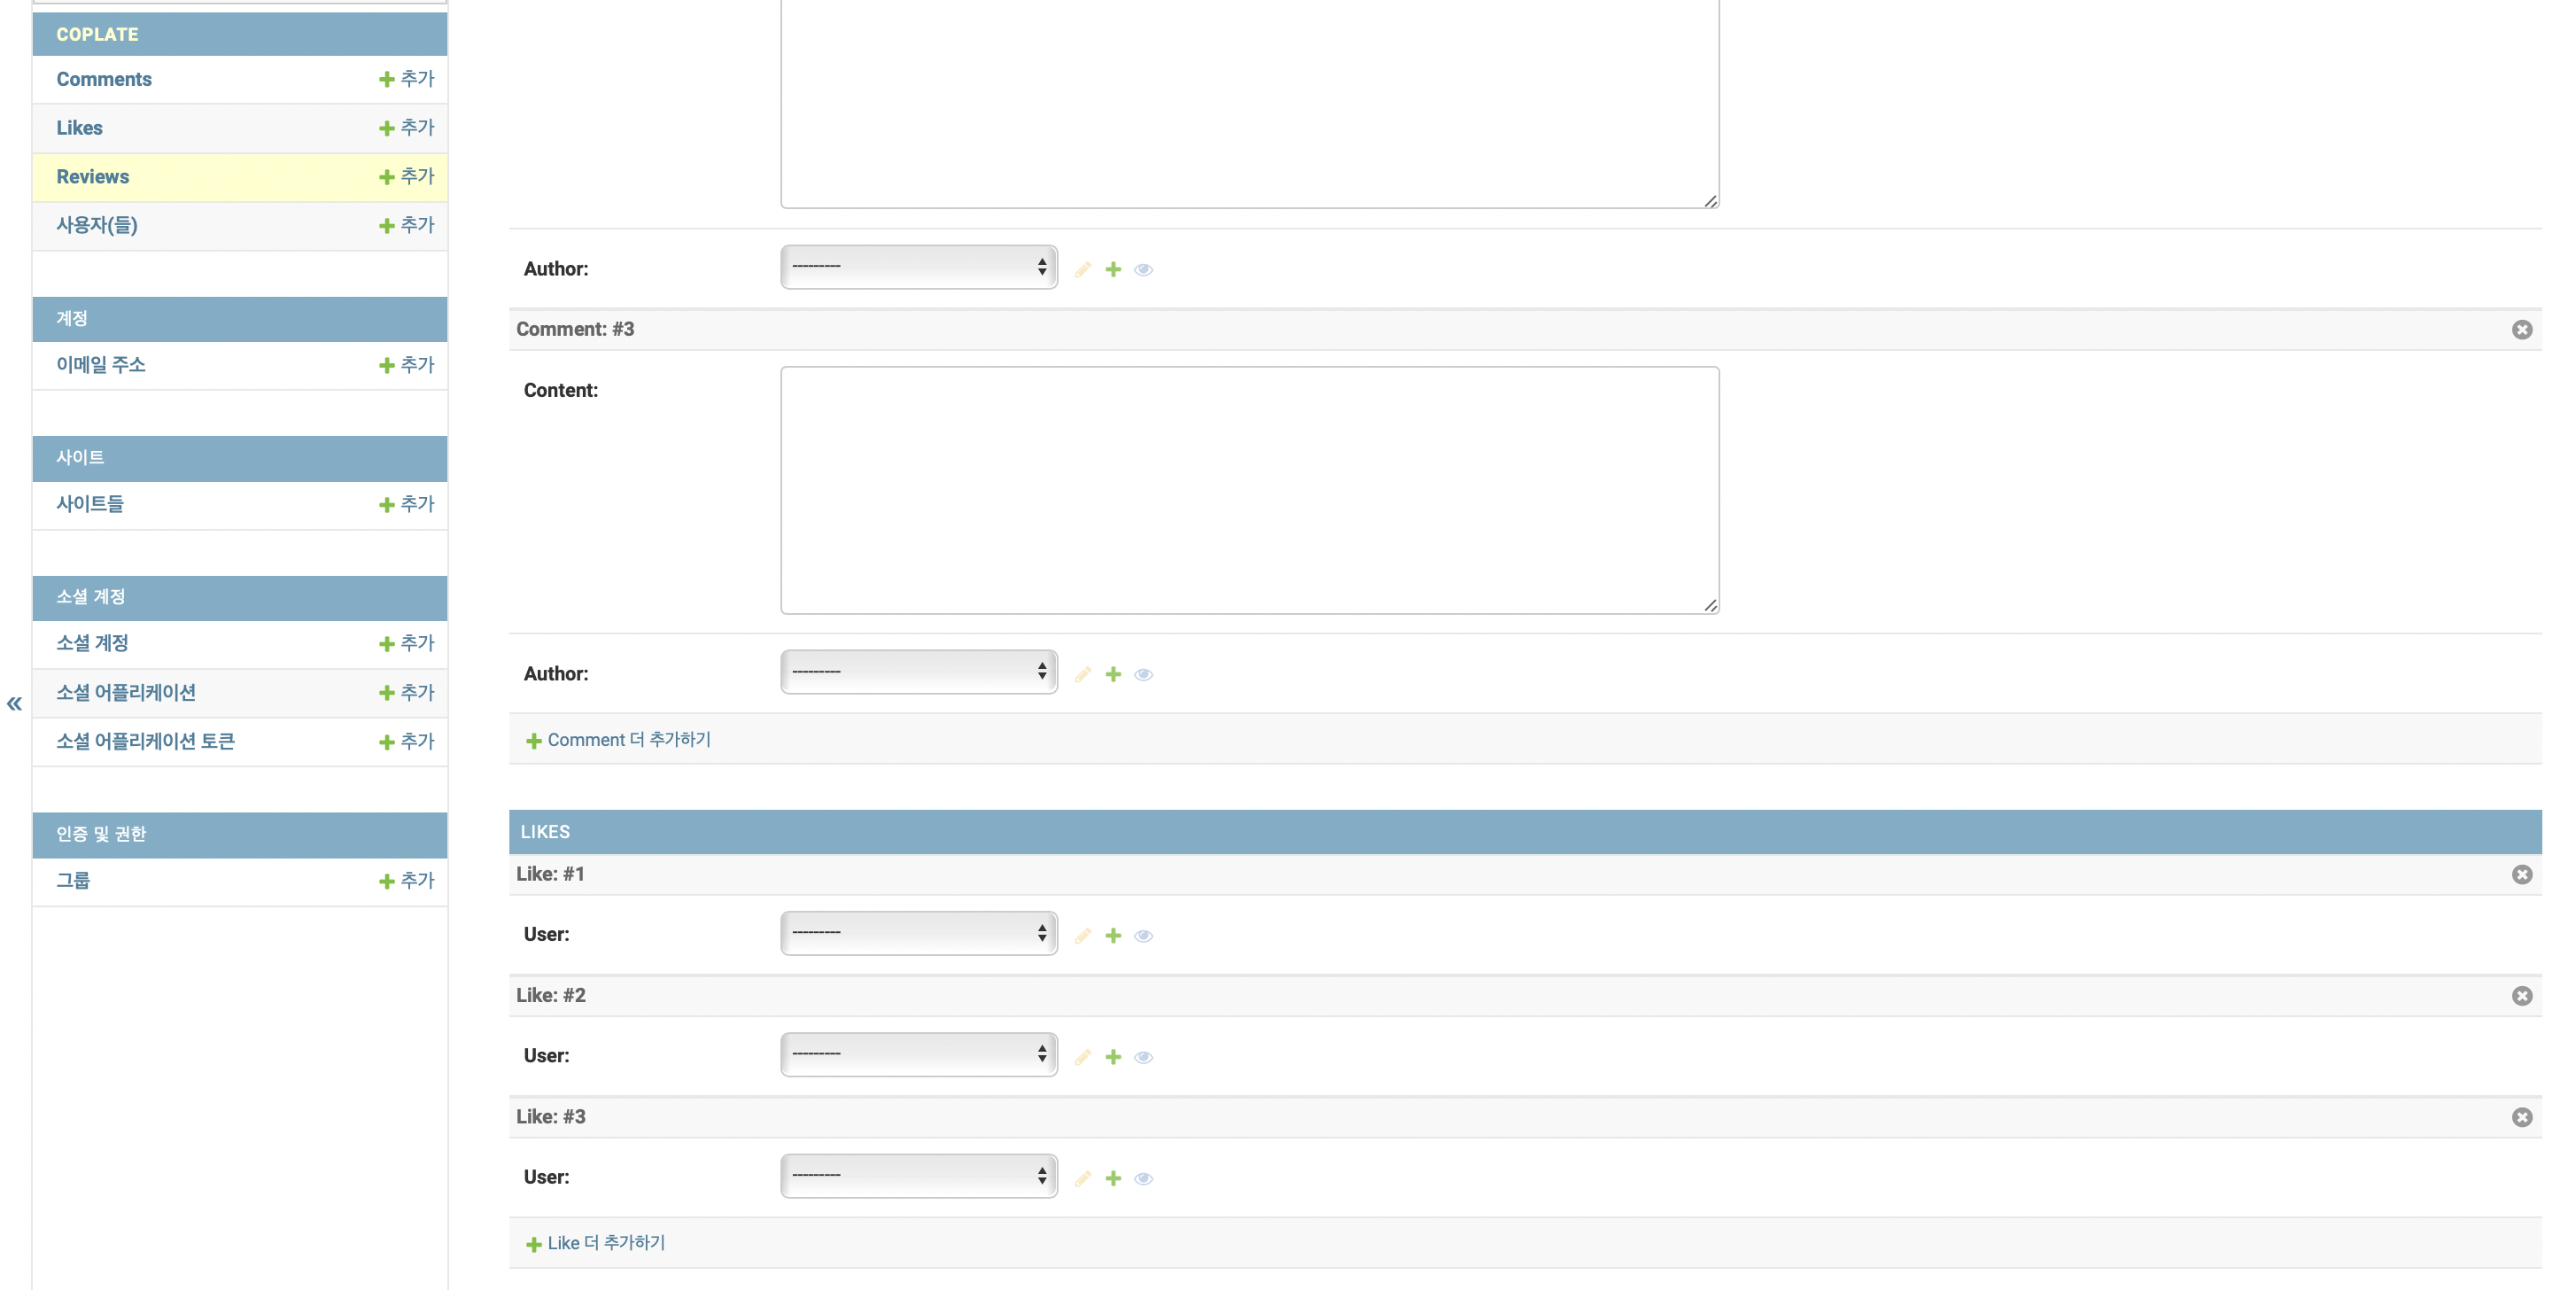 COPLATE
Comments 추가
Likes 추가
Reviews 추가
사용자(들) 추가
계정
이메일 주소 추가
사이트
사이트들 추가
소셜 계정
소셜 계정 추가
소셜 어플리케이션 추가
소셜 어플리케이션 토큰 추가
인증 및 권한
그룹 추가
«
Author: ---------
Comment: #3
Content:
Author: ---------
Comment 더 추가하기
LIKES
Like: #1
User: ---------
Like: #2
User: ---------
Like: #3
User: ---------
Like 더 추가하기